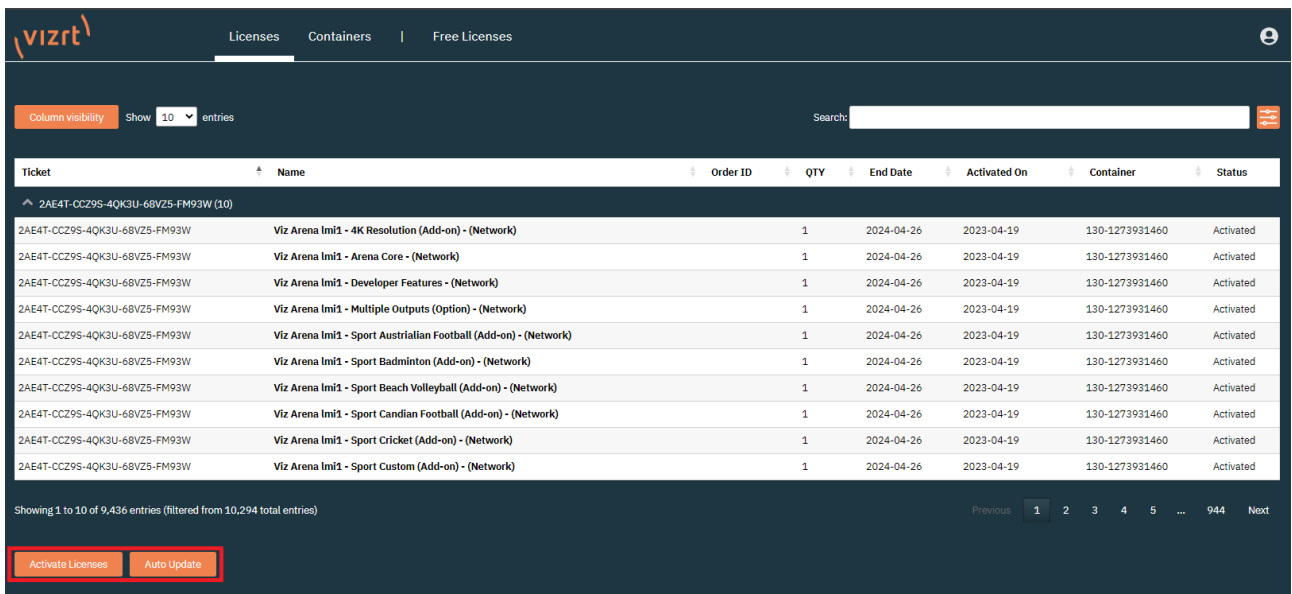 vizrt
Licenses Containers | Free Licenses
Column visibility Show 10 entries Search:
Ticket Name Order ID QTY End Date Activated On Container Status
2AE4T-CCZ9S-4QK3U-68VZ5-FM93W (10)
2AE4T-CCZ9S-4QK3U-68VZ5-FM93W Viz Arena lmi1 - 4K Resolution (Add-on) - (Network) 1 2024-04-26 2023-04-19 130-1273931460 Activated
2AE4T-CCZ9S-4QK3U-68VZ5-FM93W Viz Arena lmi1 - Arena Core - (Network) 1 2024-04-26 2023-04-19 130-1273931460 Activated
2AE4T-CCZ9S-4QK3U-68VZ5-FM93W Viz Arena lmi1 - Developer Features - (Network) 1 2024-04-26 2023-04-19 130-1273931460 Activated
2AE4T-CCZ9S-4QK3U-68VZ5-FM93W Viz Arena lmi1 - Multiple Outputs (Option) - (Network) 1 2024-04-26 2023-04-19 130-1273931460 Activated
2AE4T-CCZ9S-4QK3U-68VZ5-FM93W Viz Arena lmi1 - Sport Austrialian Football (Add-on) - (Network) 1 2024-04-26 2023-04-19 130-1273931460 Activated
2AE4T-CCZ9S-4QK3U-68VZ5-FM93W Viz Arena lmi1 - Sport Badminton (Add-on) - (Network) 1 2024-04-26 2023-04-19 130-1273931460 Activated
2AE4T-CCZ9S-4QK3U-68VZ5-FM93W Viz Arena lmi1 - Sport Beach Volleyball (Add-on) - (Network) 1 2024-04-26 2023-04-19 130-1273931460 Activated
2AE4T-CCZ9S-4QK3U-68VZ5-FM93W Viz Arena lmi1 - Sport Candian Football (Add-on) - (Network) 1 2024-04-26 2023-04-19 130-1273931460 Activated
2AE4T-CCZ9S-4QK3U-68VZ5-FM93W Viz Arena lmi1 - Sport Cricket (Add-on) - (Network) 1 2024-04-26 2023-04-19 130-1273931460 Activated
2AE4T-CCZ9S-4QK3U-68VZ5-FM93W Viz Arena lmi1 - Sport Custom (Add-on) - (Network) 1 2024-04-26 2023-04-19 130-1273931460 Activated
Showing 1 to 10 of 9,436 entries (filtered from 10,294 total entries) Previous 1 2 3 4 5 ... 944 Next
Activate Licenses Auto Update